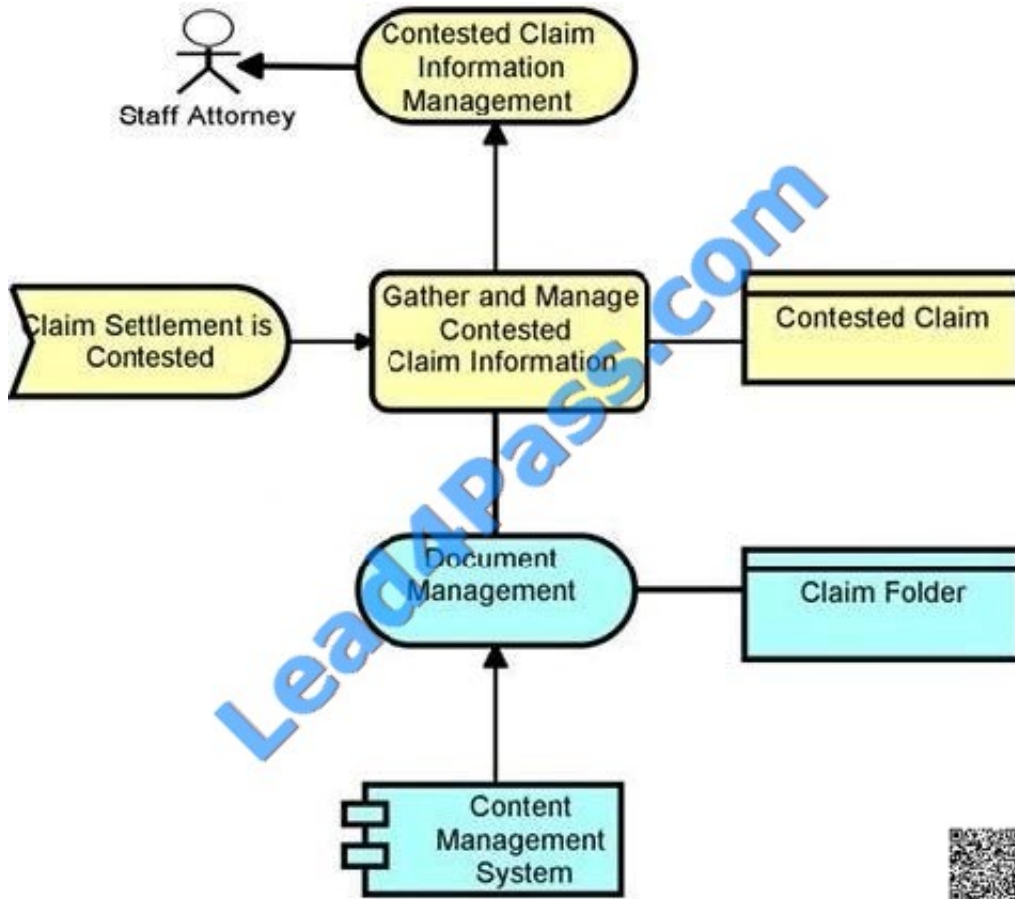 Contested Claim
Information
Management
Staff Attorney
Claim Settlement is
Contested
Gather and Manage
Contested
Claim Information
Contested Claim
Document
Management
Claim Folder
Content
Management
System
Lead4Pass.com